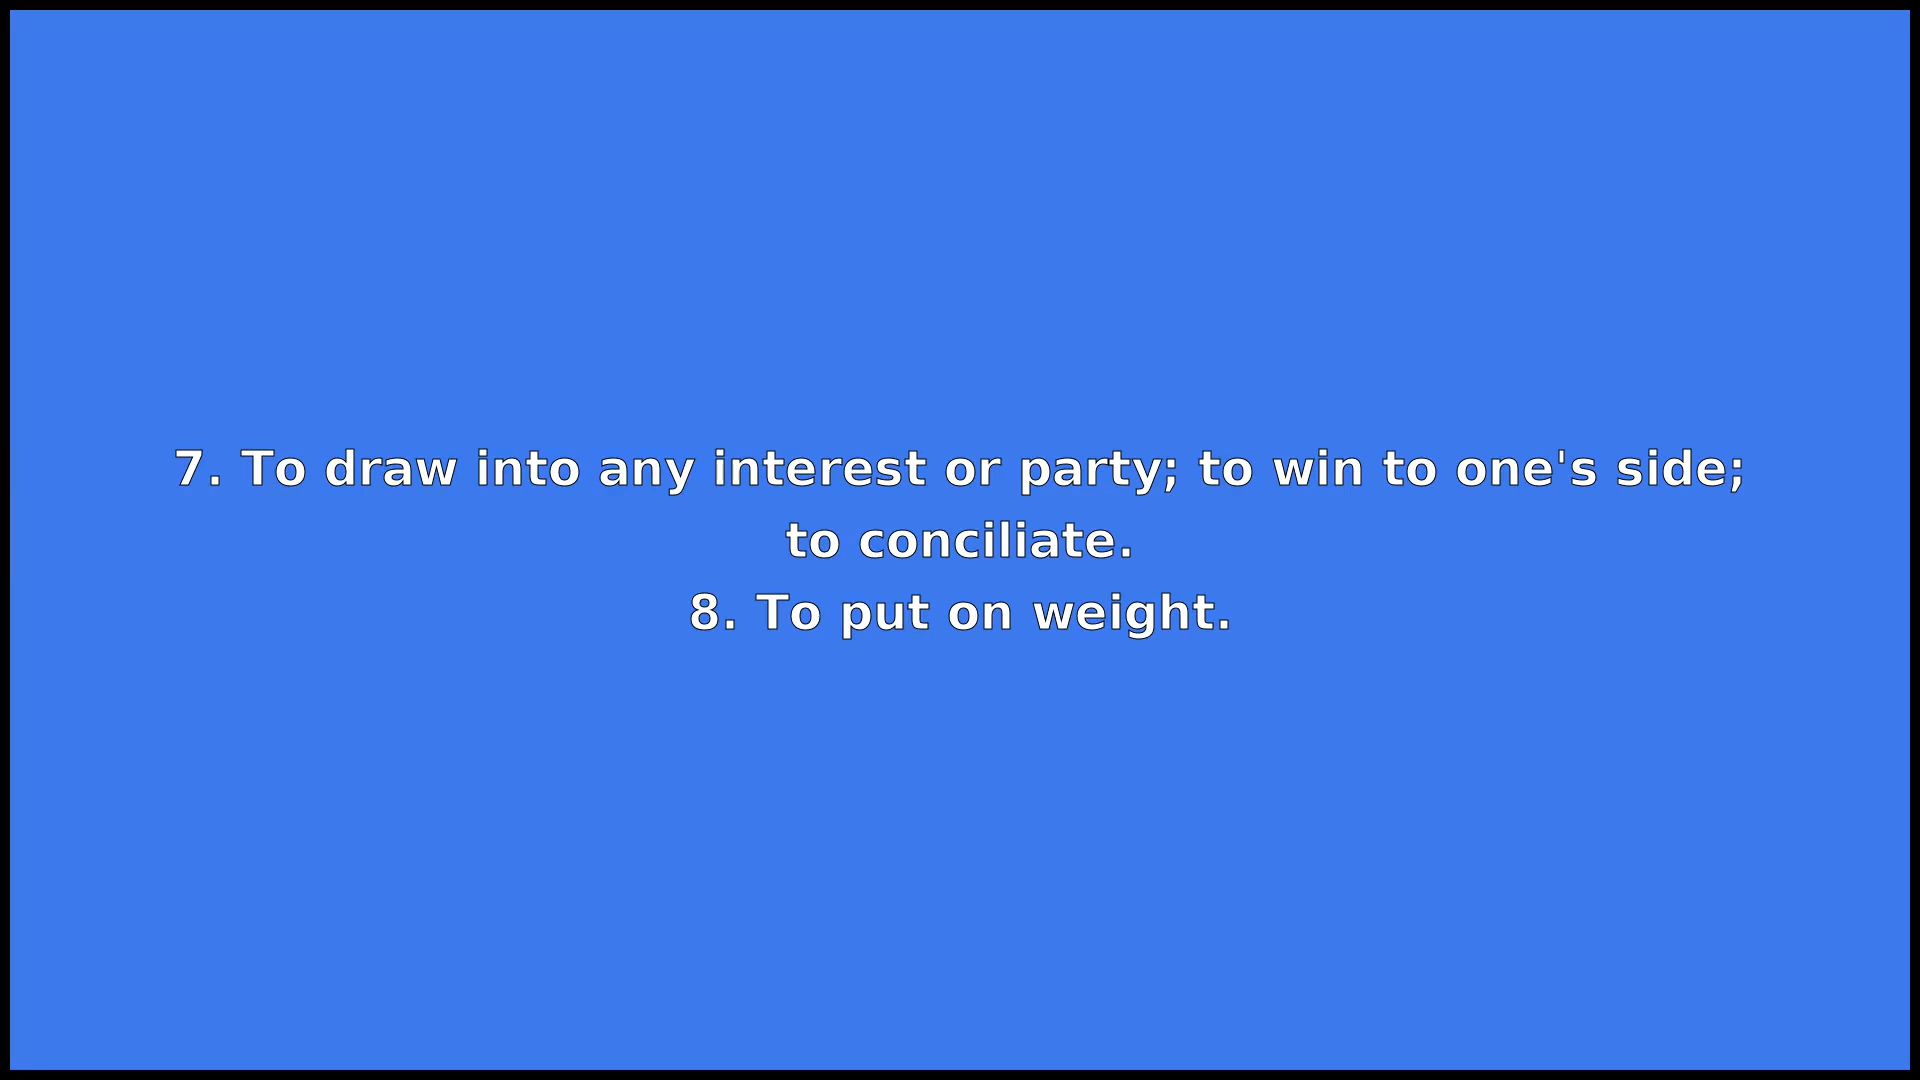 7. To draw into any interest or party; to win to one's side;
to conciliate.
8. To put on weight.